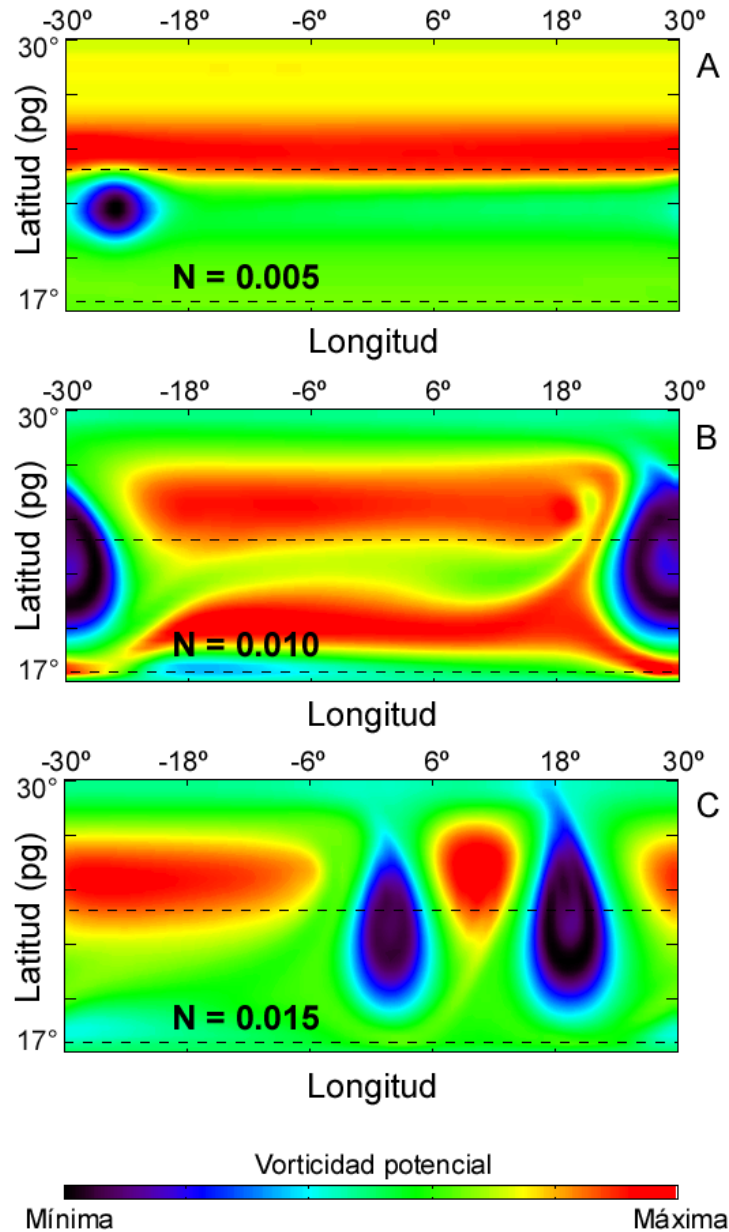 -30º -18º -6º 6º 18º 30º
30°
A
Latitud (pg)
N = 0.005
17°
Longitud
-30º -18º -6º 6º 18º 30º
30°
B
Latitud (pg)
N = 0.010
17°
Longitud
-30º -18º -6º 6º 18º 30º
30°
C
Latitud (pg)
N = 0.015
17°
Longitud
Vorticidad potencial
Mínima Máxima